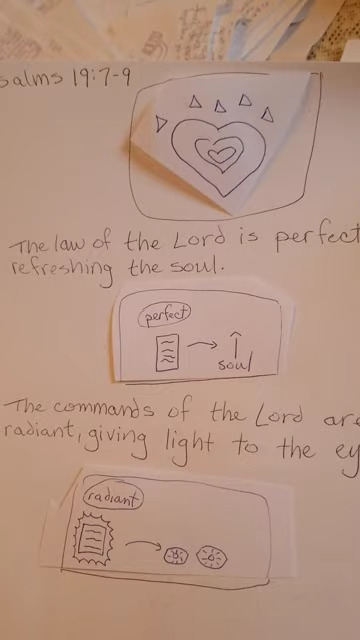 salms 19:7-9
The law of the Lord is perfect
refreshing the soul.
perfect
soul
The commands of the Lord are
radiant, giving light to the ey
radiant